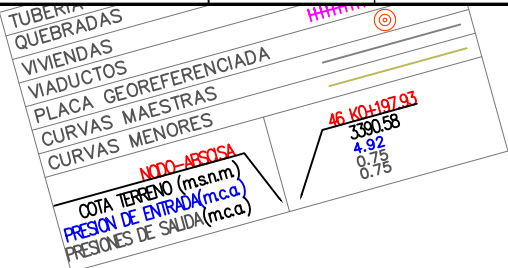 TUBERIA
QUEBRADAS
VIVIENDAS
VIADUCTOS
PLACA GEOREFERENCIADA
CURVAS MAESTRAS
CURVAS MENORES
NODO-ABSCISA
COTA TERRENO (m.s.n.m.)
PRESION DE ENTRADA(m.c.a.)
PRESIONES DE SALIDA(m.c.a.)
46 K0+197.93
3390.58
4.92
0.75
0.75